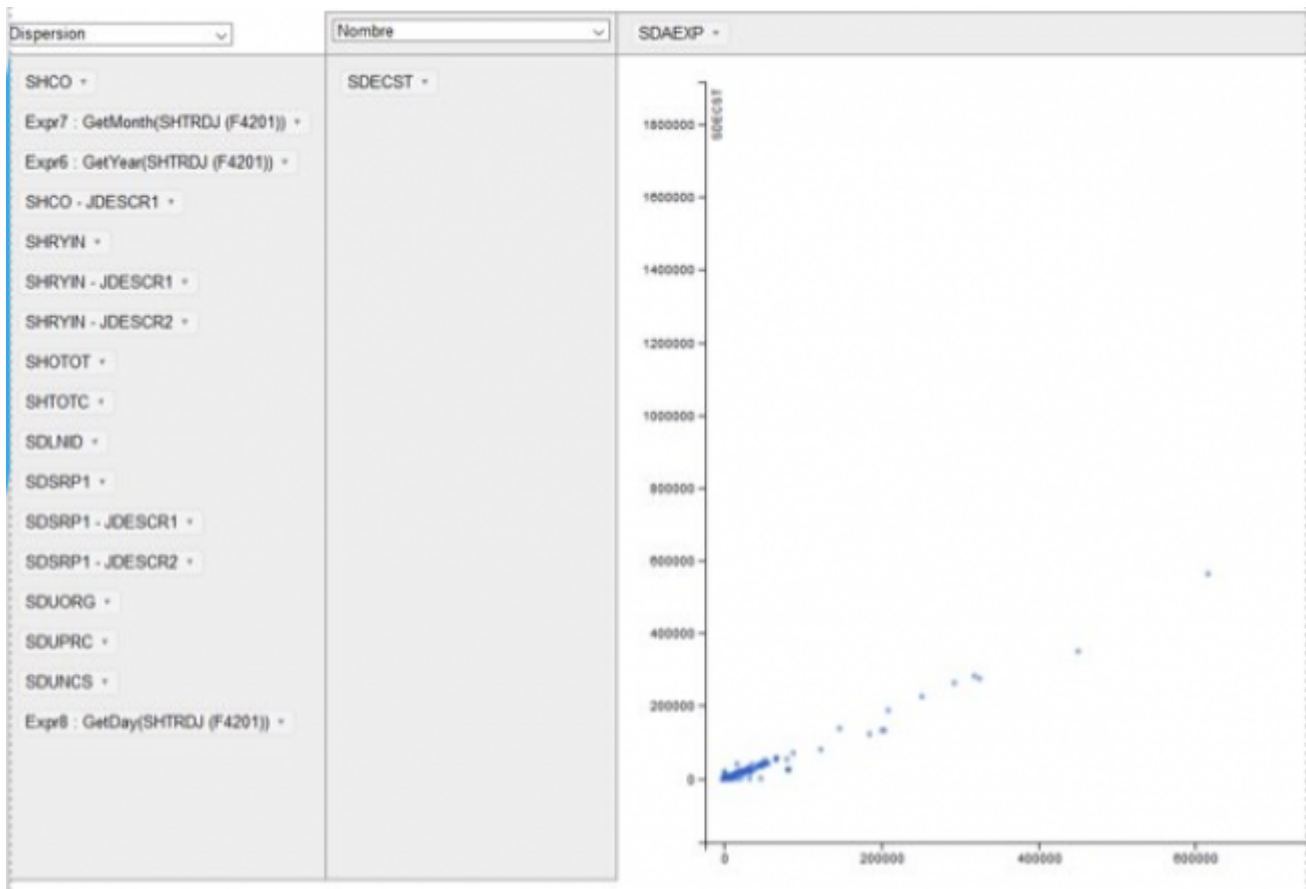 Dispersion
Nombre
SDAEXP
SHCO
Expr7 : GetMonth(SHTRDJ (F4201))
Expr6 : GetYear(SHTRDJ (F4201))
SHCO - JDESCR1
SHRYIN
SHRYIN - JDESCR1
SHRYIN - JDESCR2
SHOTOT
SHTOTC
SDLNID
SDSRP1
SDSRP1 - JDESCR1
SDSRP1 - JDESCR2
SDUORG
SDUPRC
SDUNCS
Expr8 : GetDay(SHTRDJ (F4201))
SDECST
SDECST
1800000
1600000
1400000
1200000
1000000
800000
600000
400000
200000
0
0
200000
400000
600000